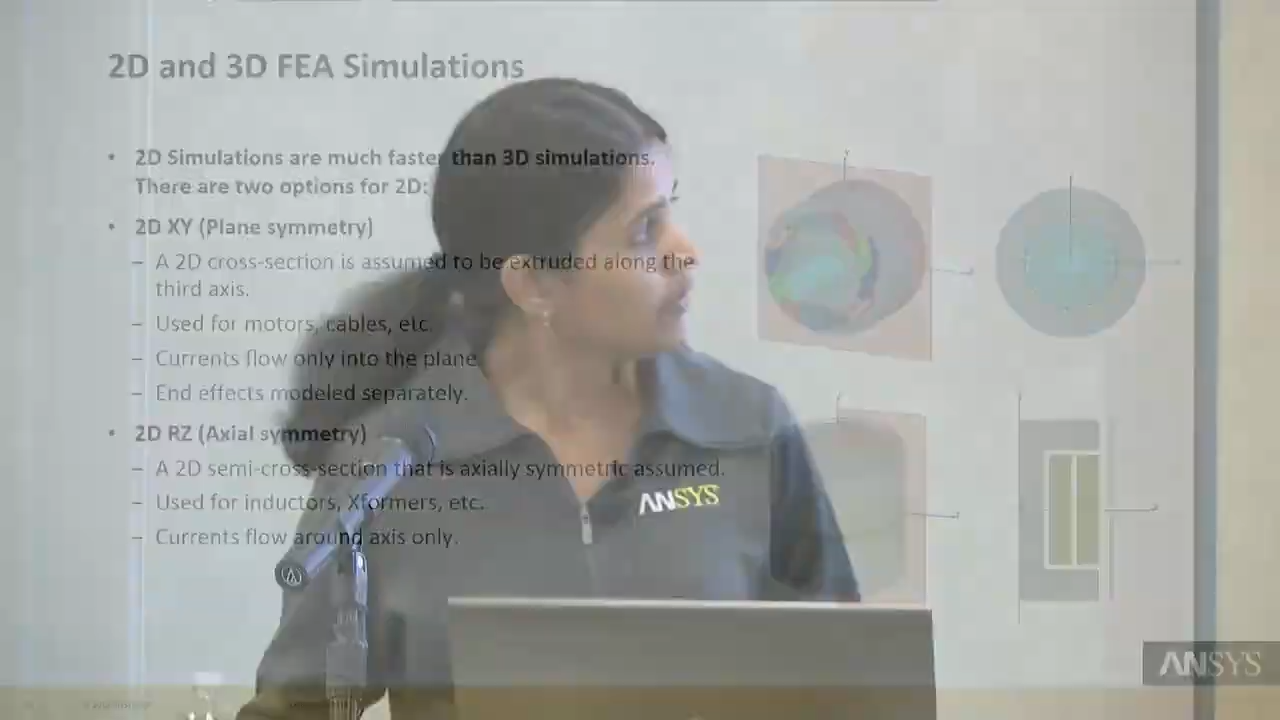 2D and 3D FEA Simulations
• 2D Simulations are much faster than 3D simulations.
There are two options for 2D:
• 2D XY (Plane symmetry)
– A 2D cross-section is assumed to be extruded along the
third axis.
– Used for motors, cables, etc.
– Currents flow only into the plane
– End effects modeled separately.
• 2D RZ (Axial symmetry)
– A 2D semi-cross-section that is axially symmetric assumed.
– Used for inductors, Xformers, etc.
– Currents flow around axis only.
ANSYS
ANSYS